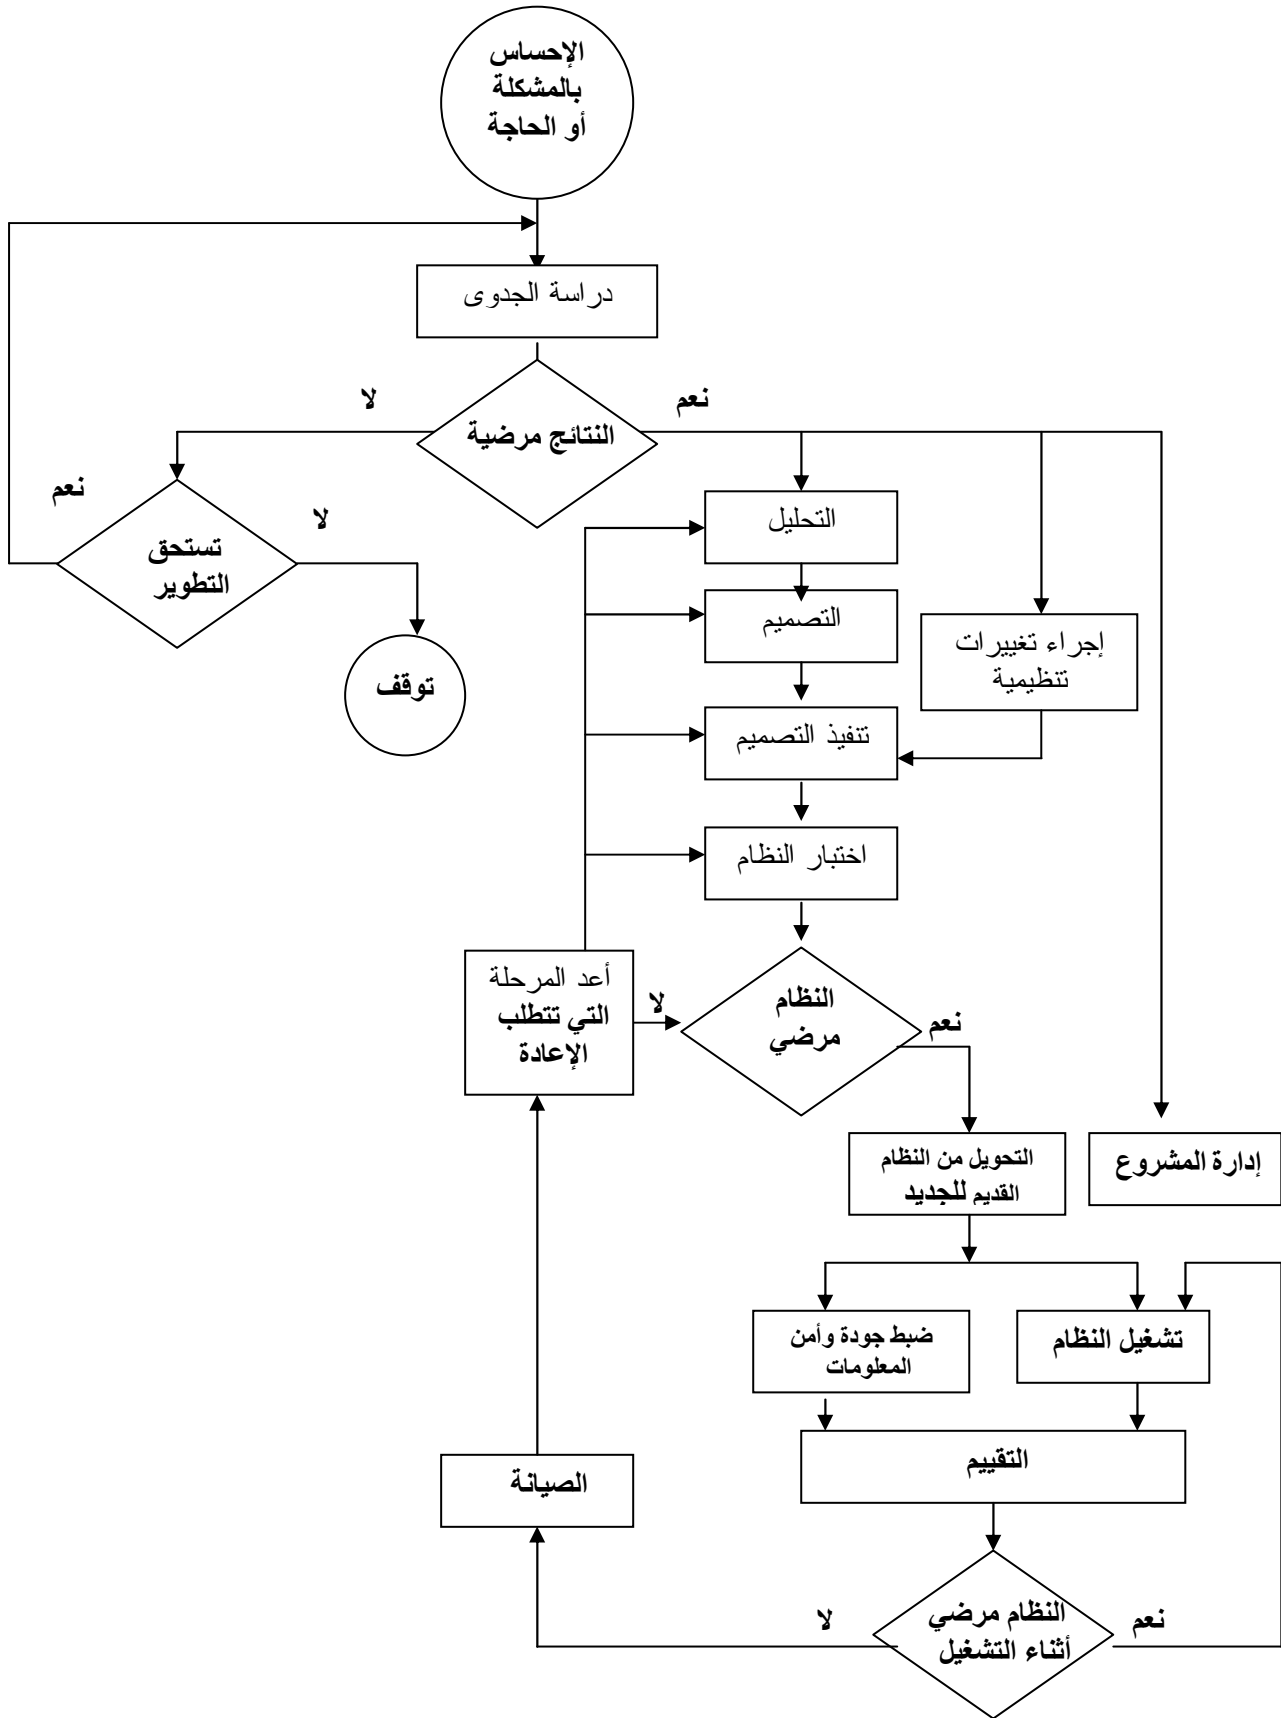 الإحساس
بالمشكلة
أو الحاجة
دراسة الجدوى
لا
نعم
النتائج مرضية
نعم
لا
تستحق
التطوير
توقف
التحليل
التصميم
إجراء تغييرات
تنظيمية
تنفيذ التصميم
اختبار النظام
أعد المرحلة
التي تتطلب
الإعادة
لا
النظام
مرضي
نعم
التحويل من النظام
القديم للجديد
إدارة المشروع
ضبط جودة وأمن
المعلومات
تشغيل النظام
التقييم
الصيانة
لا
النظام مرضي
أثناء التشغيل
نعم